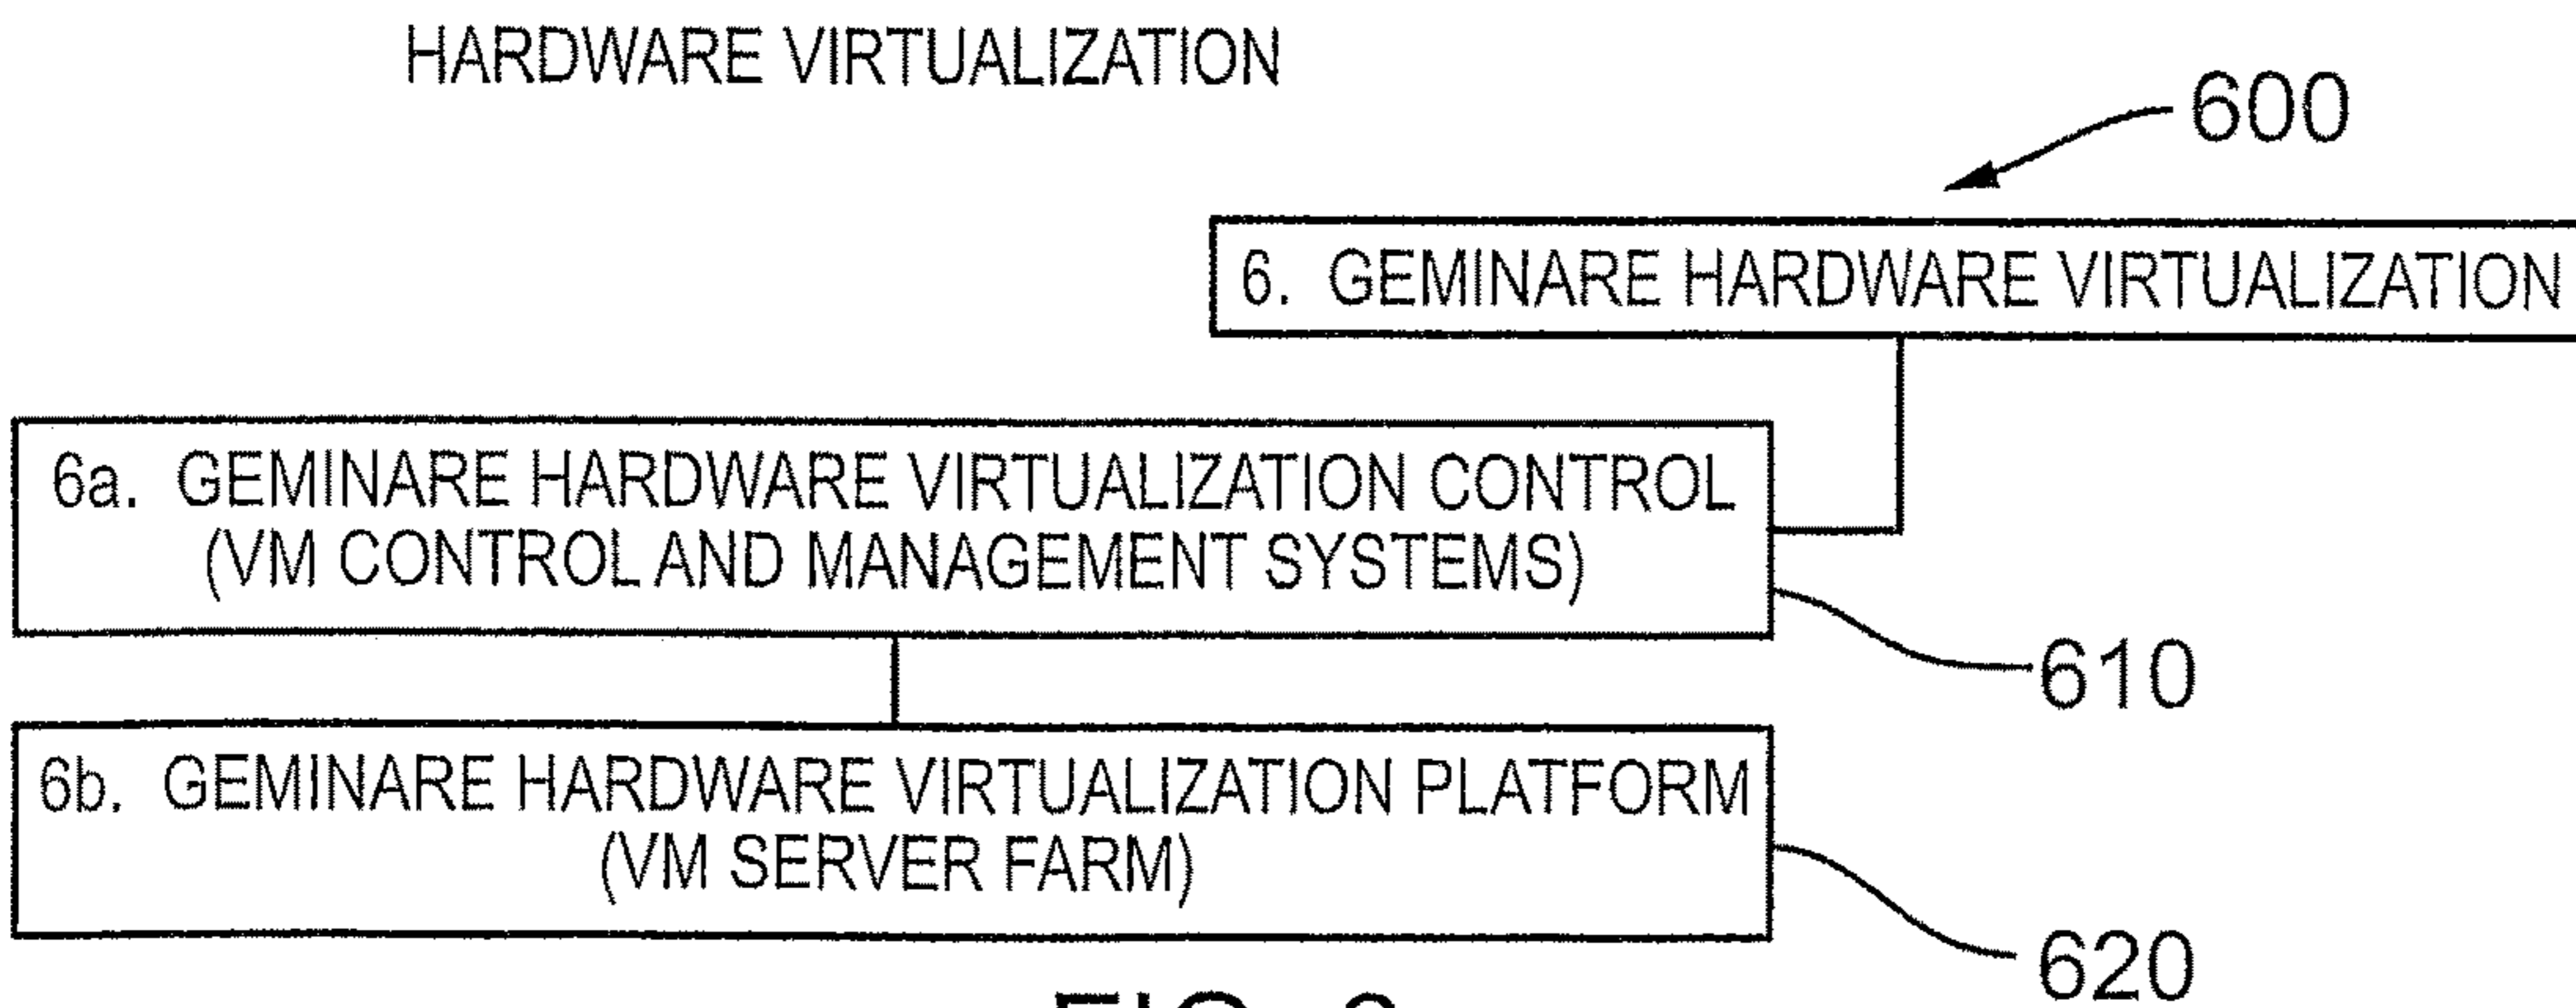 HARDWARE VIRTUALIZATION
600
6. GEMINARE HARDWARE VIRTUALIZATION
6a. GEMINARE HARDWARE VIRTUALIZATION CONTROL
(VM CONTROL AND MANAGEMENT SYSTEMS)
610
6b. GEMINARE HARDWARE VIRTUALIZATION PLATFORM
(VM SERVER FARM)
620